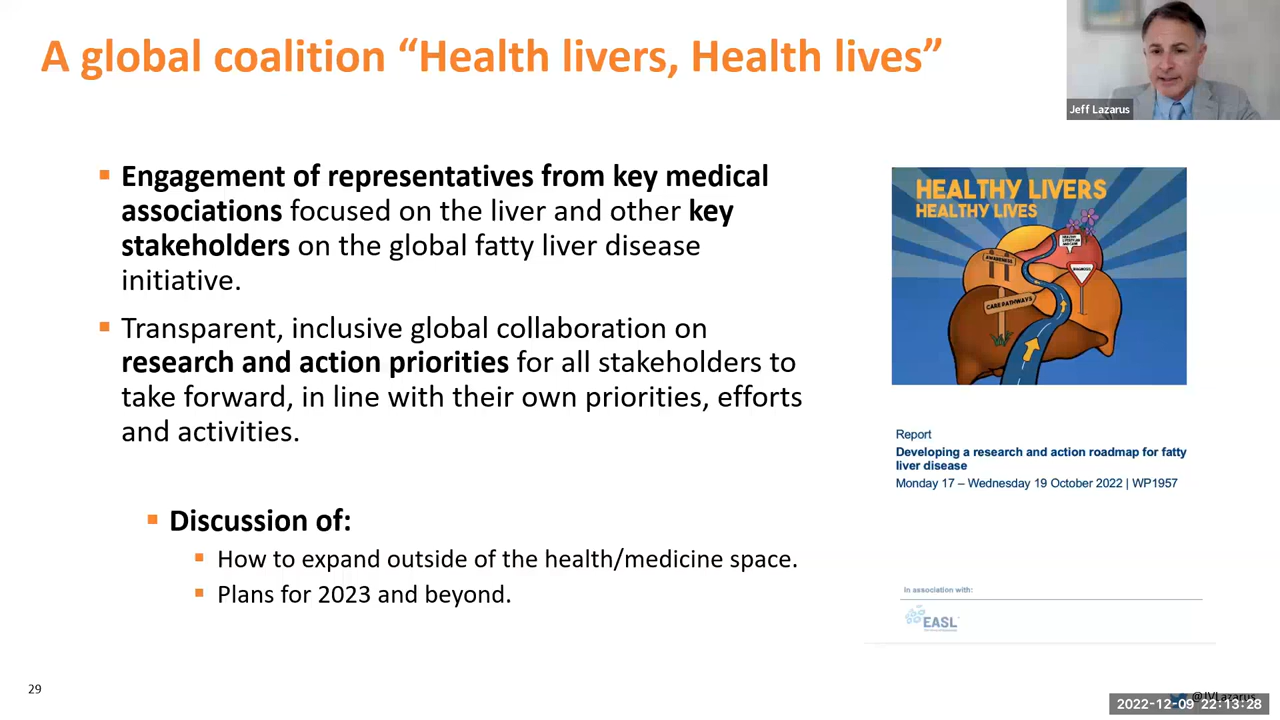 A global coalition “Health livers, Health lives”
Jeff Lazarus
Engagement of representatives from key medical
associations focused on the liver and other key
stakeholders on the global fatty liver disease
initiative.
Transparent, inclusive global collaboration on
research and action priorities for all stakeholders to
take forward, in line with their own priorities, efforts
and activities.
Discussion of:
How to expand outside of the health/medicine space.
Plans for 2023 and beyond.
HEALTHY LIVERS
HEALTHY LIVES
AWARENESS
DIAGNOSIS
CARE PATHWAYS
Report
Developing a research and action roadmap for fatty
liver disease
Monday 17 – Wednesday 19 October 2022 | WP1957
In association with:
EASL
29
@JVLazarus
2022-12-09 22:13:28